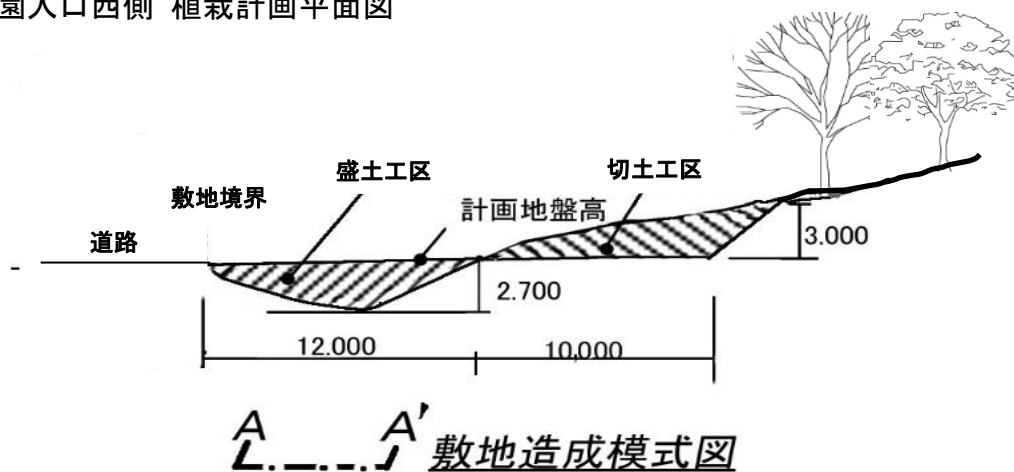 園入口西側 植栽計画平面図
盛土工区
切土工区
敷地境界
計画地盤高
道路
3.000
2.700
12.000
10,000
A A' 敷地造成模式図